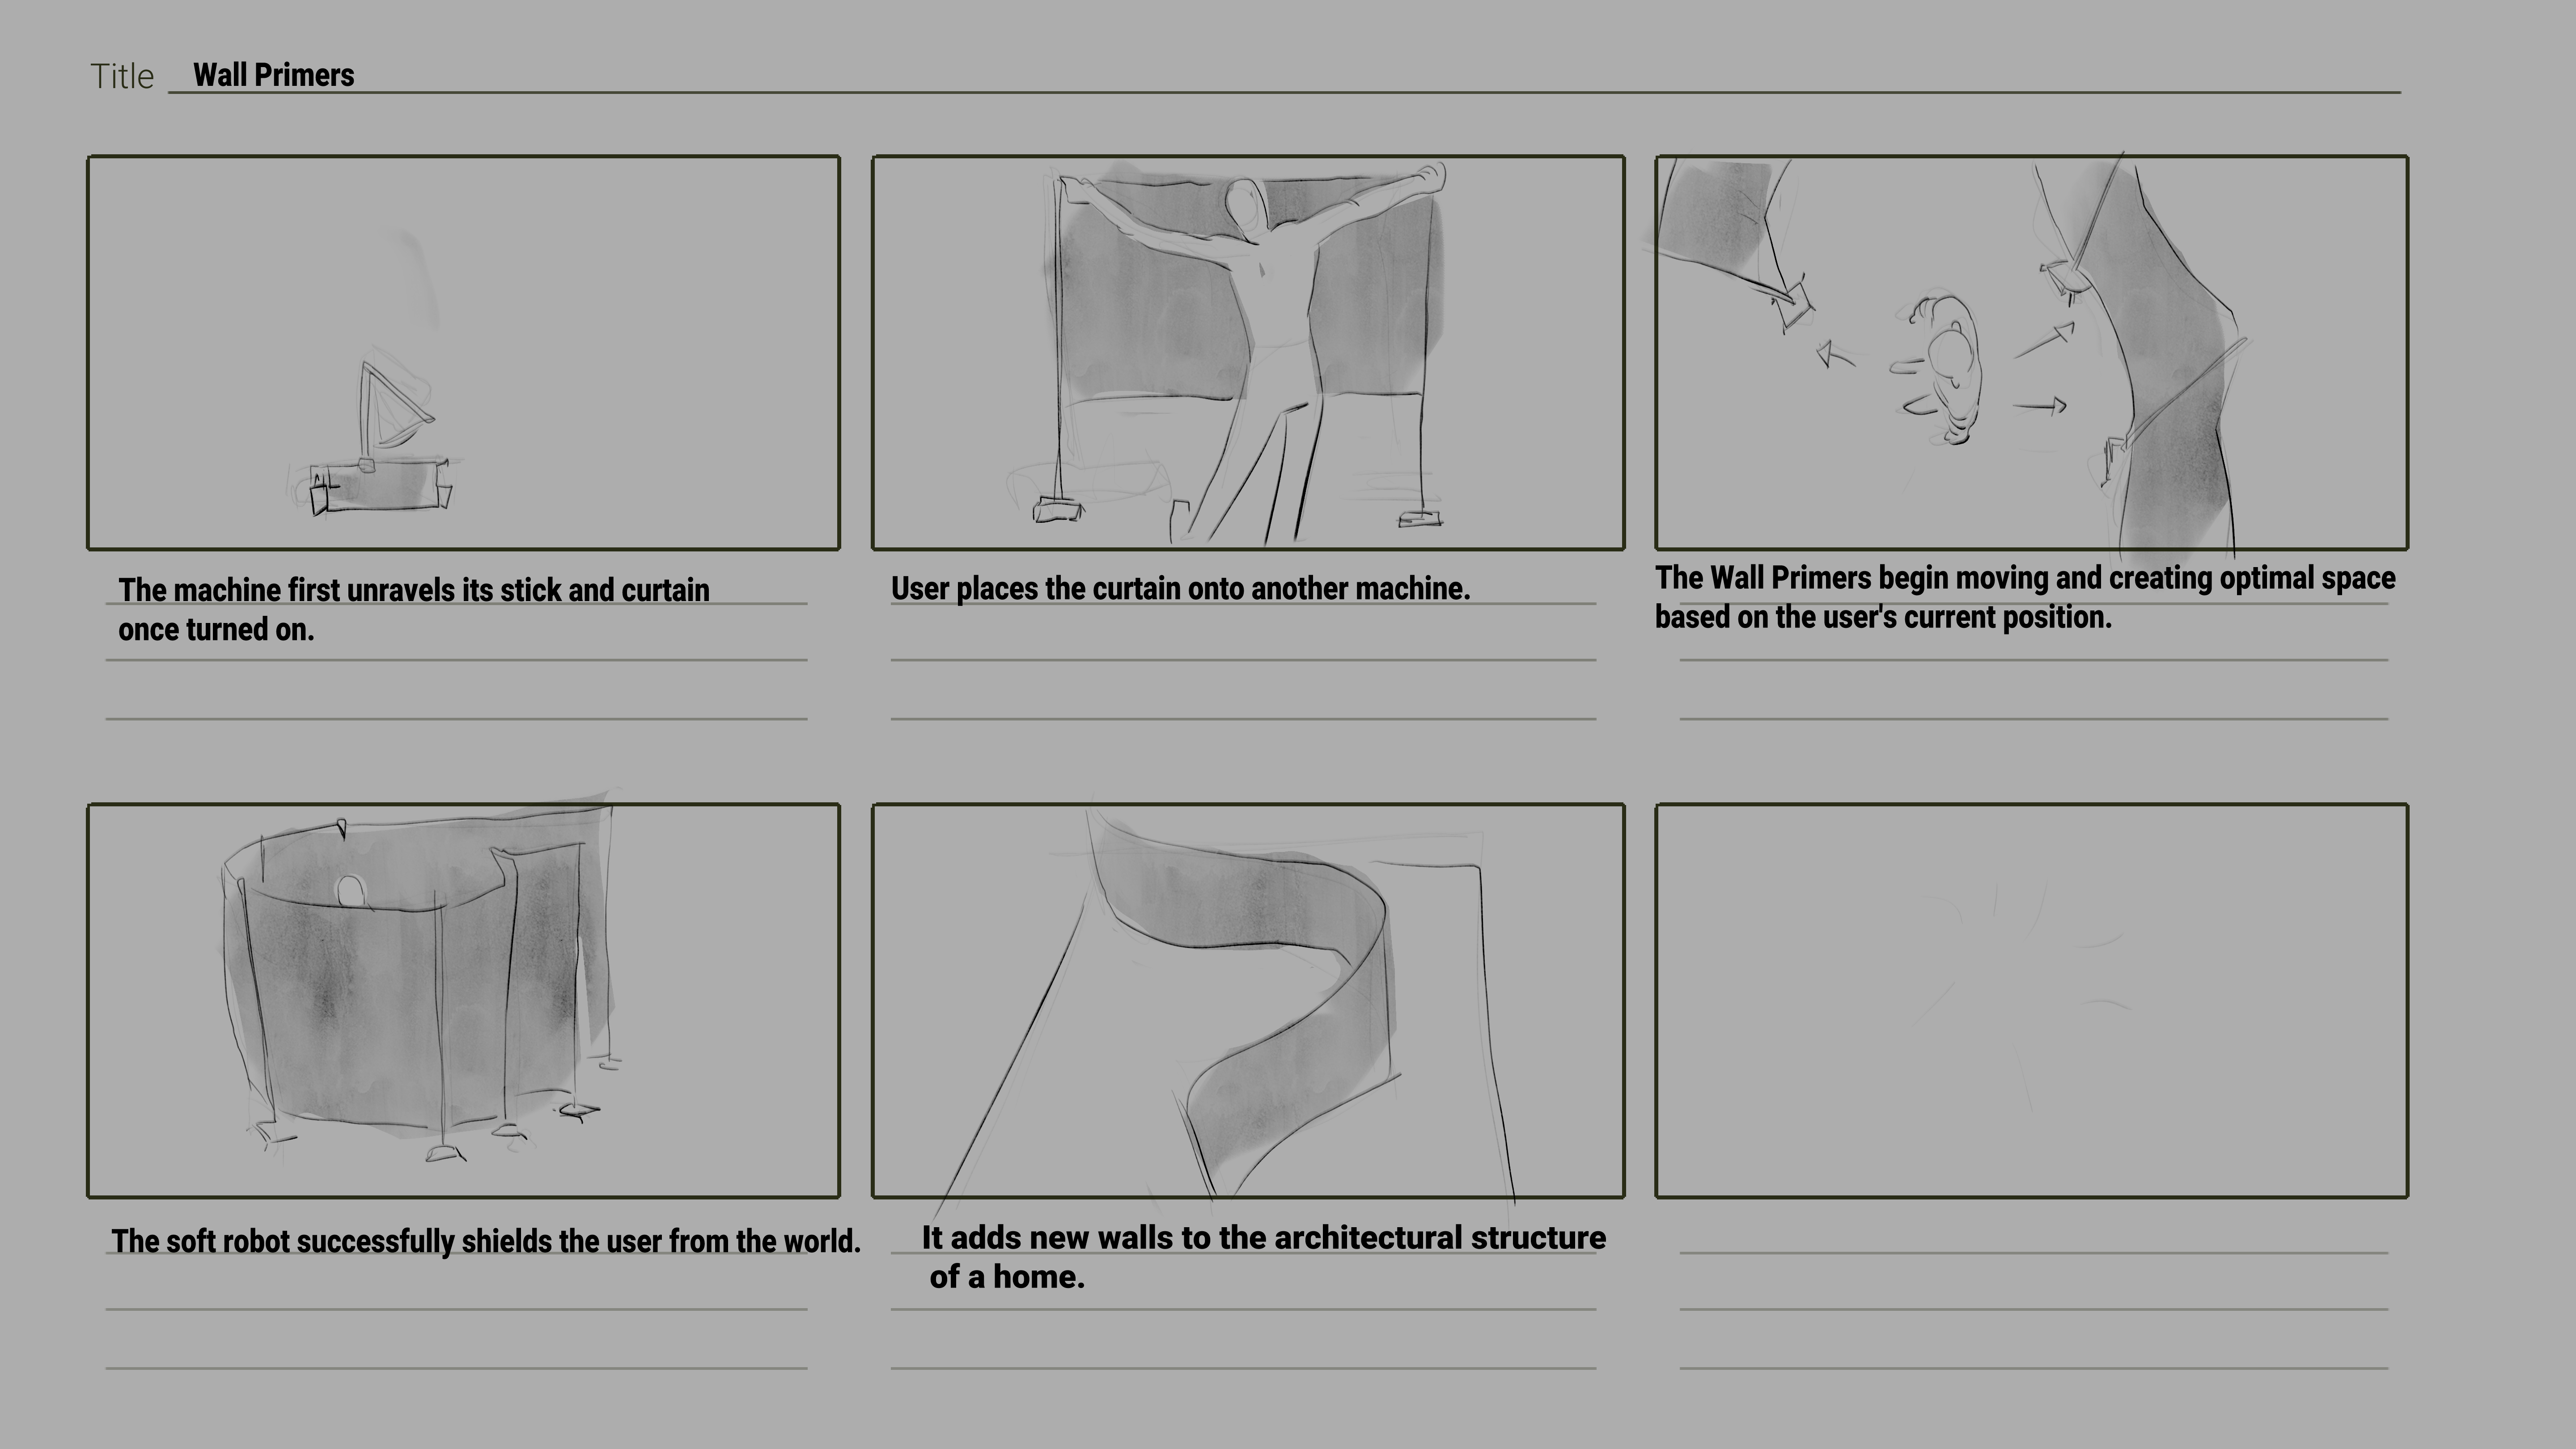 Title Wall Primers
The machine first unravels its stick and curtain
once turned on.
User places the curtain onto another machine.
The Wall Primers begin moving and creating optimal space
based on the user's current position.
The soft robot successfully shields the user from the world.
It adds new walls to the architectural structure
of a home.